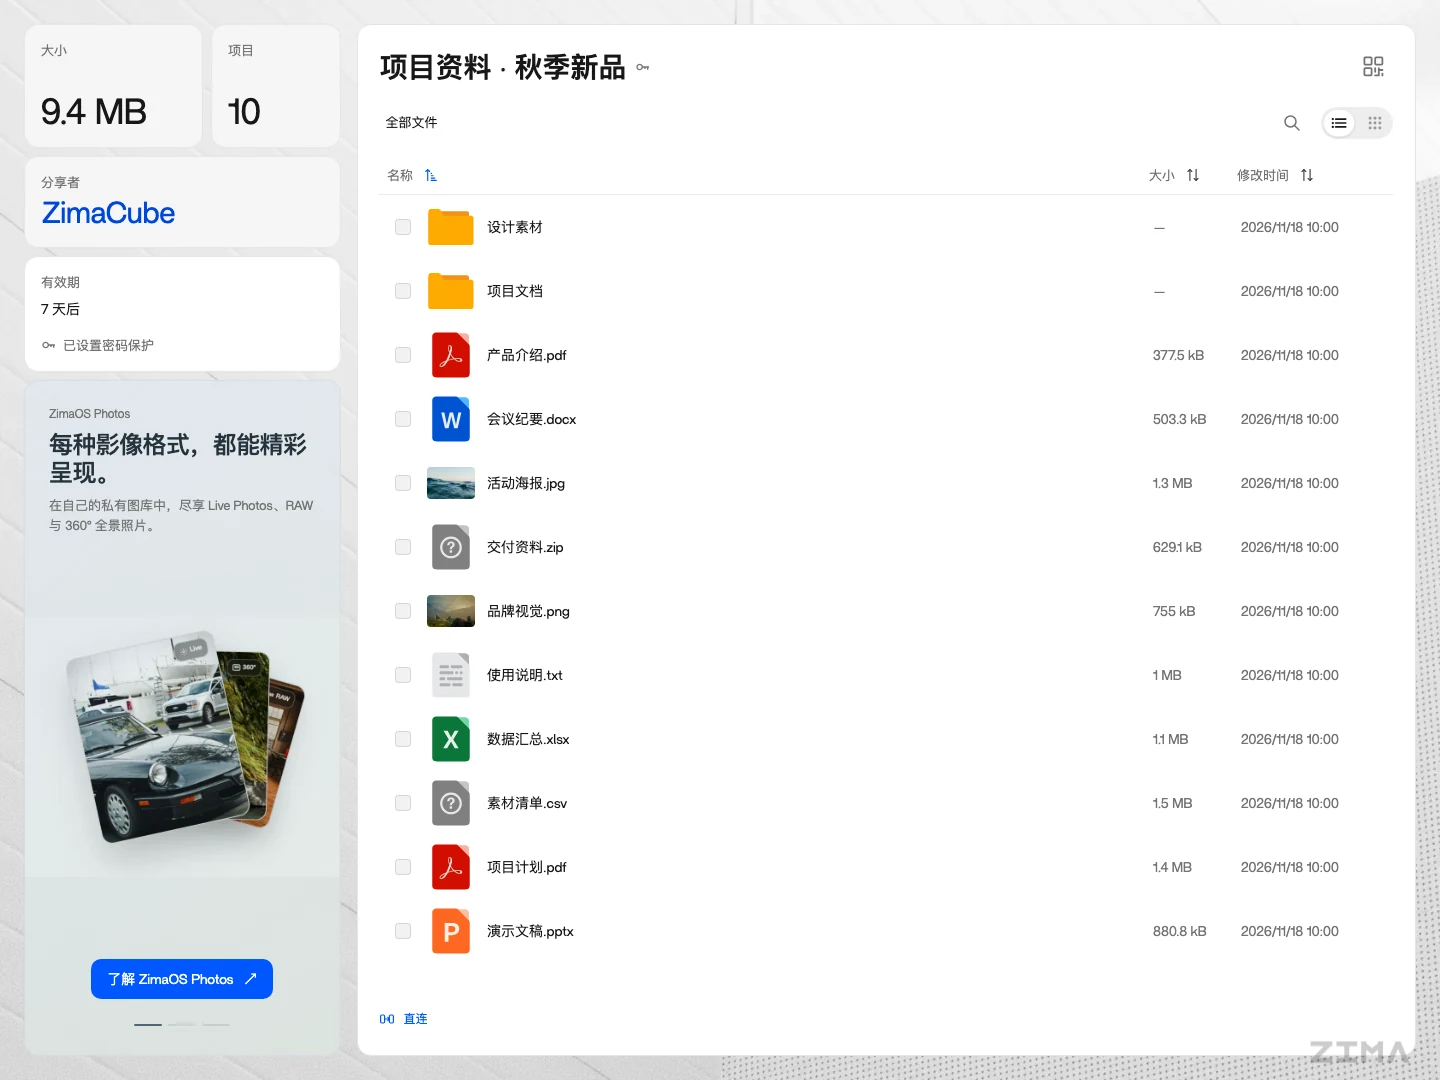 大小
9.4 MB
项目
10
分享者
ZimaCube
有效期
7 天后
已设置密码保护
ZimaOS Photos
每种影像格式，都能精彩
呈现。
在自己的私有图库中，尽享 Live Photos、RAW
与 360° 全景照片。
Live
360°
RAW
了解 ZimaOS Photos
项目资料 · 秋季新品
全部文件
名称 大小 修改时间
设计素材 — 2026/11/18 10:00
项目文档 — 2026/11/18 10:00
产品介绍.pdf 377.5 kB 2026/11/18 10:00
W 会议纪要.docx 503.3 kB 2026/11/18 10:00
活动海报.jpg 1.3 MB 2026/11/18 10:00
? 交付资料.zip 629.1 kB 2026/11/18 10:00
品牌视觉.png 755 kB 2026/11/18 10:00
使用说明.txt 1 MB 2026/11/18 10:00
X 数据汇总.xlsx 1.1 MB 2026/11/18 10:00
? 素材清单.csv 1.5 MB 2026/11/18 10:00
项目计划.pdf 1.4 MB 2026/11/18 10:00
P 演示文稿.pptx 880.8 kB 2026/11/18 10:00
直连
ZIMA